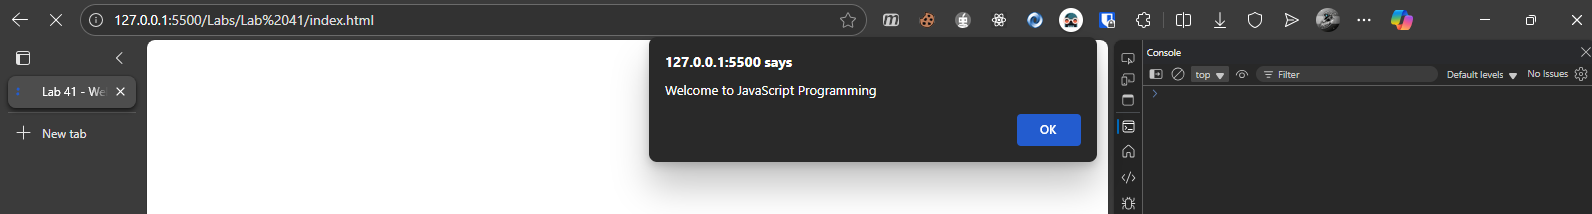 127.0.0.1:5500/Labs/Lab%2041/index.html
Lab 41 - We
New tab
127.0.0.1:5500 says
Welcome to JavaScript Programming
OK
Console
top
Filter
Default levels
No Issues